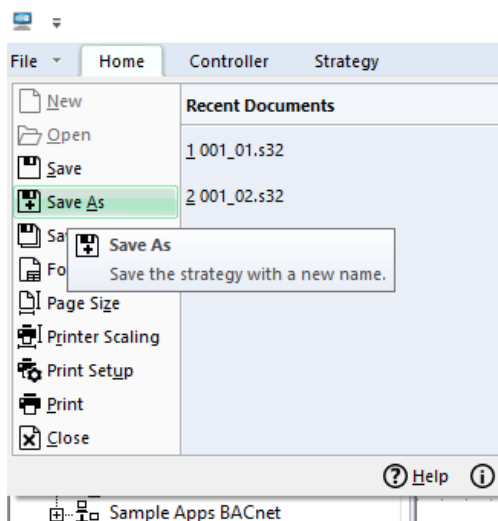 File Home Controller Strategy
New
Recent Documents
Open
1 001_01.s32
Save
Save As
2 001_02.s32
Sa
Save As
Fo
Save the strategy with a new name.
Page Size
Printer Scaling
Print Setup
Print
Close
Help
Sample Apps BACnet